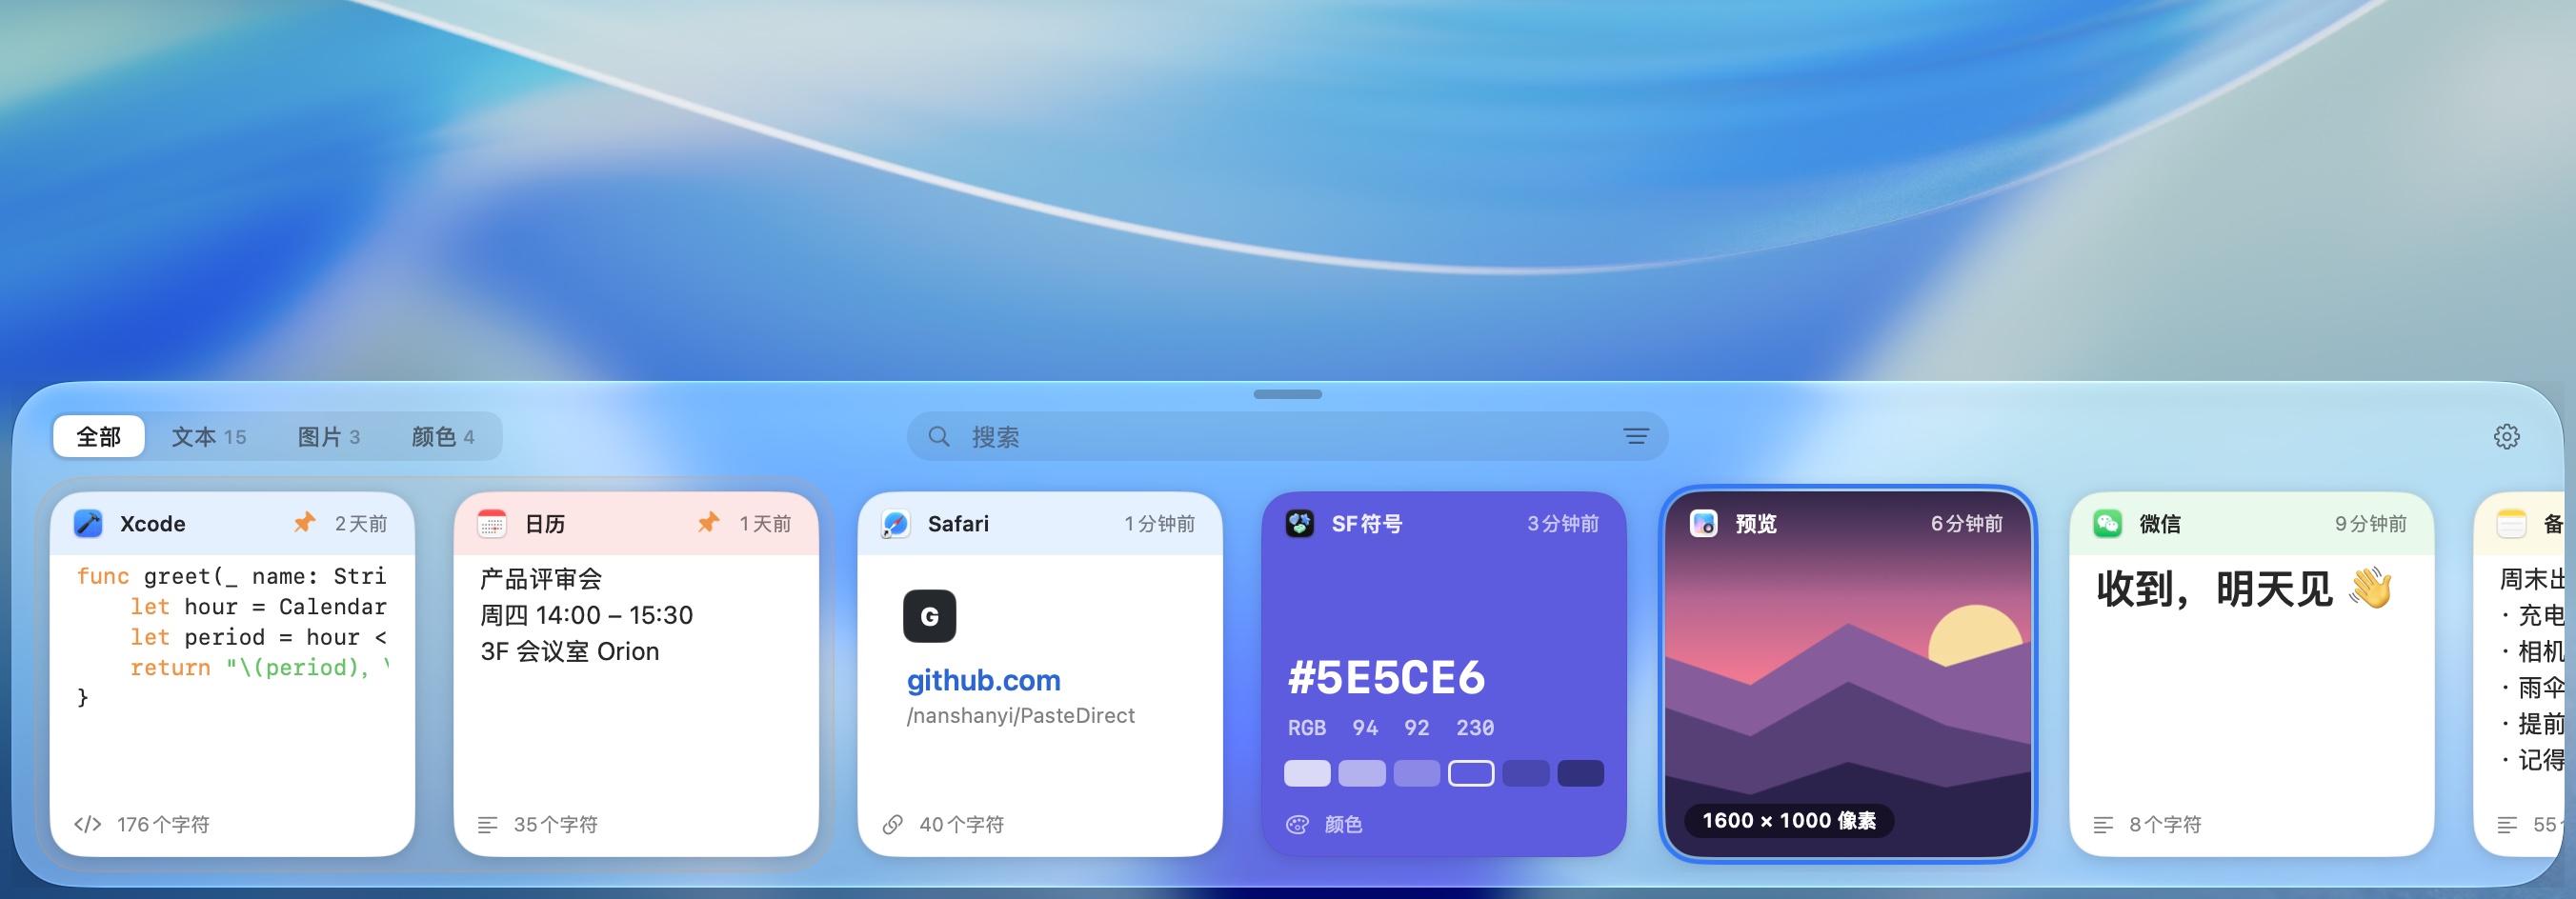 全部 文本 15 图片 3 颜色 4
搜索
Xcode 2天前
func greet(_ name: Stri
let hour = Calendar
let period = hour <
return "\(period), \
}
176个字符
日历 1天前
产品评审会
周四 14:00 – 15:30
3F 会议室 Orion
35个字符
Safari 1分钟前
G
github.com
/nanshanyi/PasteDirect
40个字符
SF符号 3分钟前
#5E5CE6
RGB 94 92 230
颜色
预览 6分钟前
1600 × 1000 像素
微信 9分钟前
收到，明天见 👋
8个字符
备
周末出
· 充电
· 相机
· 雨伞
· 提前
· 记得
55